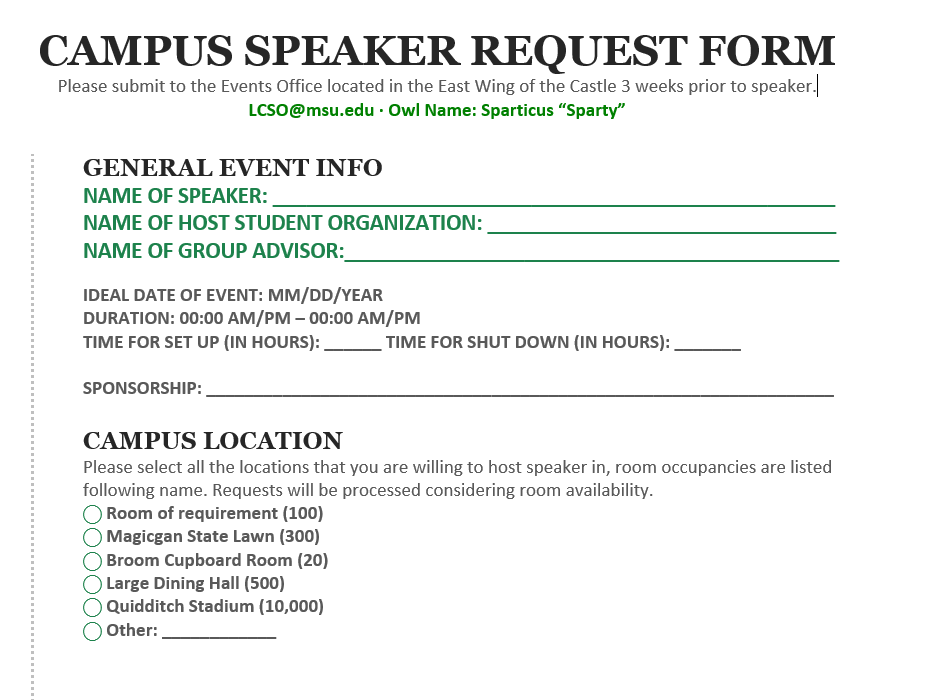 CAMPUS SPEAKER REQUEST FORM
Please submit to the Events Office located in the East Wing of the Castle 3 weeks prior to speaker.
LCSO@msu.edu · Owl Name: Sparticus “Sparty”
GENERAL EVENT INFO
NAME OF SPEAKER: ______________________________________________
NAME OF HOST STUDENT ORGANIZATION: ____________________________
NAME OF GROUP ADVISOR:________________________________________
IDEAL DATE OF EVENT: MM/DD/YEAR
DURATION: 00:00 AM/PM – 00:00 AM/PM
TIME FOR SET UP (IN HOURS): ______ TIME FOR SHUT DOWN (IN HOURS): _______
SPONSORSHIP: __________________________________________________________________
CAMPUS LOCATION
Please select all the locations that you are willing to host speaker in, room occupancies are listed
following name. Requests will be processed considering room availability.
Room of requirement (100)
Magicgan State Lawn (300)
Broom Cupboard Room (20)
Large Dining Hall (500)
Quidditch Stadium (10,000)
Other: ____________